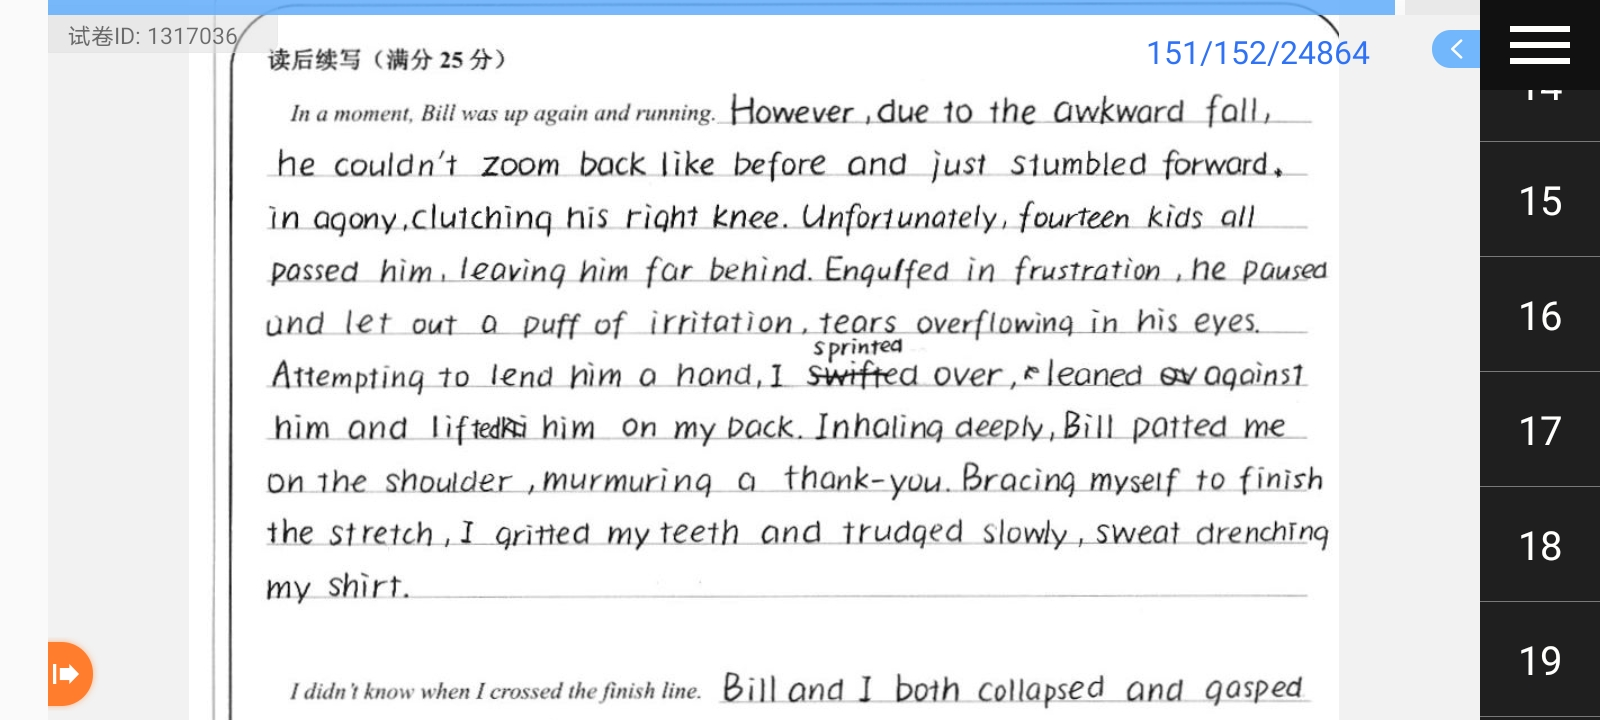 试卷ID: 1317036
151/152/24864
读后续写（满分 25 分）
In a moment, Bill was up again and running. However, due to the awkward fall,
he couldn't zoom back like before and just stumbled forward.
in agony, clutching his right knee. Unfortunately, fourteen kids all
passed him, leaving him far behind. Engulfed in frustration, he paused
and let out a puff of irritation, tears overflowing in his eyes.
sprinted
Attempting to lend him a hand, I swifted over, leaned against
him and lifted him on my back. Inhaling deeply, Bill patted me
on the shoulder, murmuring a thank-you. Bracing myself to finish
the stretch, I gritted my teeth and trudged slowly, sweat drenching
my shirt.
I didn't know when I crossed the finish line. Bill and I both collapsed and gasped
15
16
17
18
19